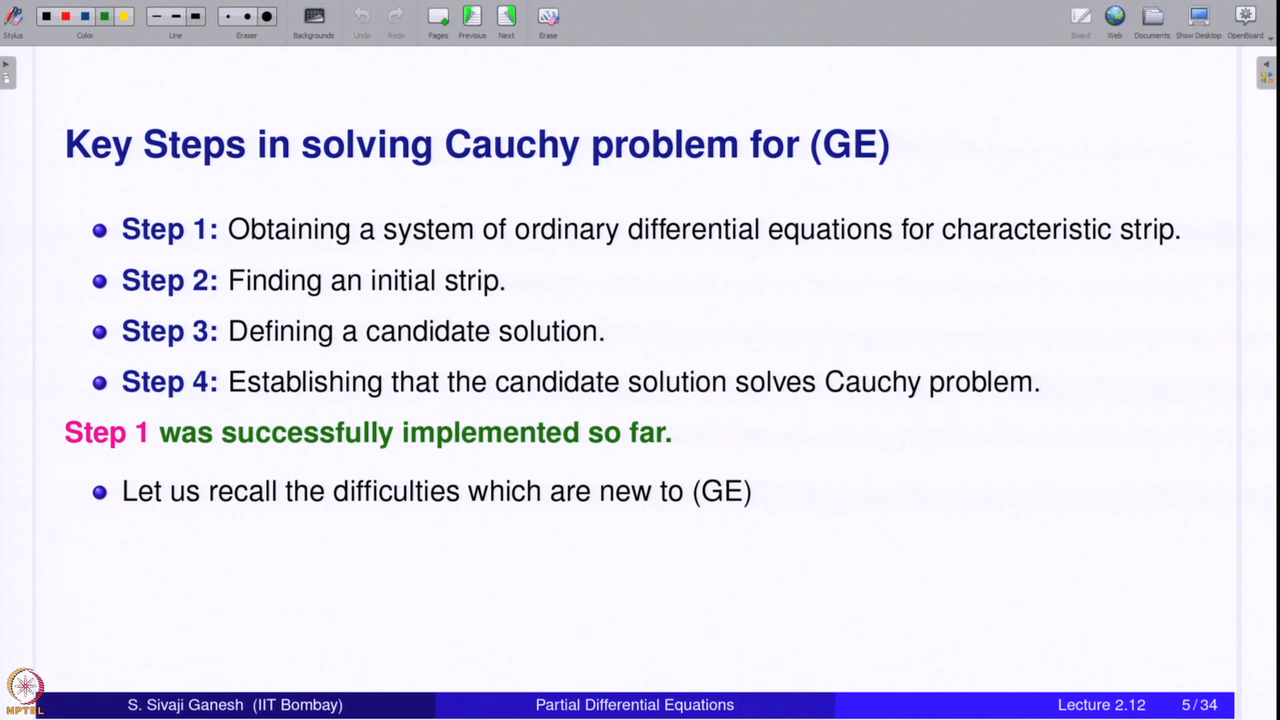 Stylus
Color
Line
Eraser
Backgrounds
Undo
Redo
Pages
Previous
Next
Erase
Board
Web
Documents
Show Desktop
OpenBoard
Key Steps in solving Cauchy problem for (GE)
Step 1: Obtaining a system of ordinary differential equations for characteristic strip.
Step 2: Finding an initial strip.
Step 3: Defining a candidate solution.
Step 4: Establishing that the candidate solution solves Cauchy problem.
Step 1 was successfully implemented so far.
Let us recall the difficulties which are new to (GE)
NPTEL
S. Sivaji Ganesh (IIT Bombay)
Partial Differential Equations
Lecture 2.12
5 / 34